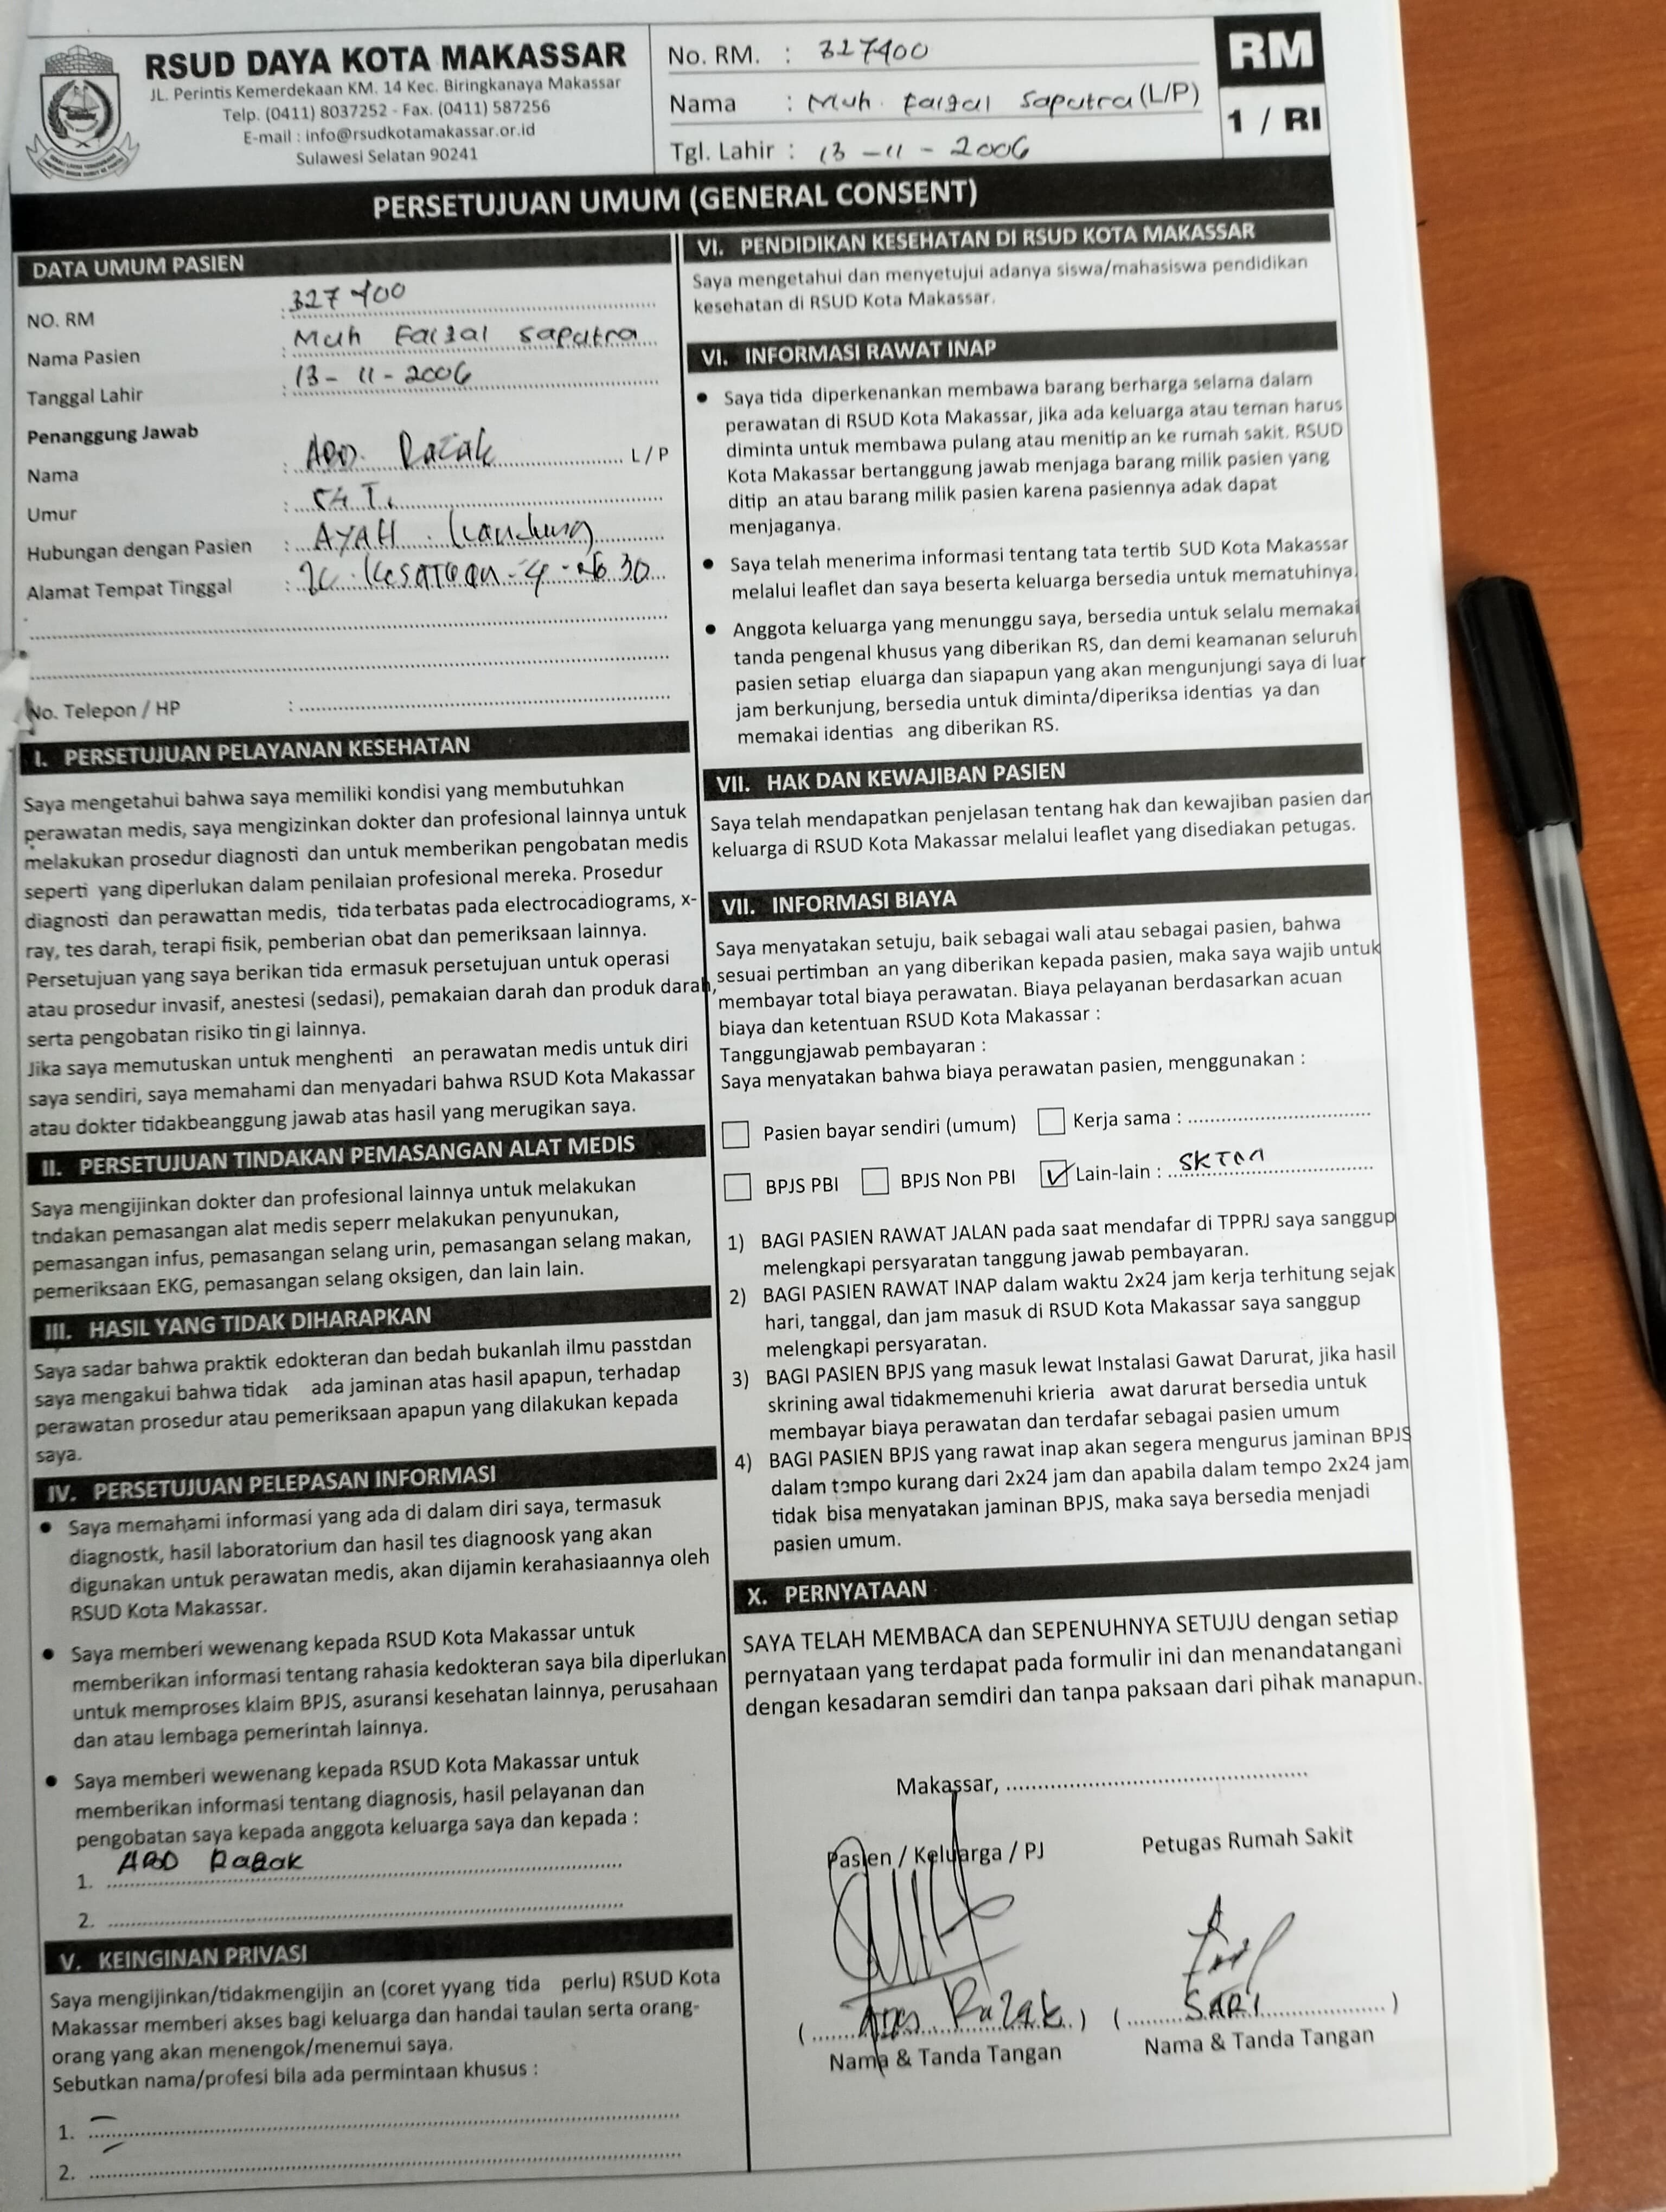 RSUD DAYA KOTA MAKASSAR
JL. Perintis Kemerdekaan KM. 14 Kec. Biringkanaya Makassar
Telp. (0411) 8037252 - Fax. (0411) 587256
E-mail : info@rsudkotamakassar.or.id
Sulawesi Selatan 90241
No. RM. : 327400
Nama : Muh. Faisal Saputra (L/P)
Tgl. Lahir : 13 - 11 - 2006
RM
1 / RI
PERSETUJUAN UMUM (GENERAL CONSENT)
DATA UMUM PASIEN
NO. RM : 327400
Nama Pasien : Muh Faisal Saputra
Tanggal Lahir : 13 - 11 - 2006
Penanggung Jawab
Nama : ABD. Razak L / P
Umur :
Hubungan dengan Pasien : AYAH Kandung
Alamat Tempat Tinggal : No 30
No. Telepon / HP :
I. PERSETUJUAN PELAYANAN KESEHATAN
Saya mengetahui bahwa saya memiliki kondisi yang membutuhkan
perawatan medis, saya mengizinkan dokter dan profesional lainnya untuk
melakukan prosedur diagnosti dan untuk memberikan pengobatan medis
seperti yang diperlukan dalam penilaian profesional mereka. Prosedur
diagnosti dan perawattan medis, tida terbatas pada electrocadiograms, x-
ray, tes darah, terapi fisik, pemberian obat dan pemeriksaan lainnya.
Persetujuan yang saya berikan tida ermasuk persetujuan untuk operasi
atau prosedur invasif, anestesi (sedasi), pemakaian darah dan produk darah,
serta pengobatan risiko tin gi lainnya.
Jika saya memutuskan untuk menghenti an perawatan medis untuk diri
saya sendiri, saya memahami dan menyadari bahwa RSUD Kota Makassar
atau dokter tidakbeanggung jawab atas hasil yang merugikan saya.
II. PERSETUJUAN TINDAKAN PEMASANGAN ALAT MEDIS
Saya mengijinkan dokter dan profesional lainnya untuk melakukan
tndakan pemasangan alat medis seperr melakukan penyunukan,
pemasangan infus, pemasangan selang urin, pemasangan selang makan,
pemeriksaan EKG, pemasangan selang oksigen, dan lain lain.
III. HASIL YANG TIDAK DIHARAPKAN
Saya sadar bahwa praktik edokteran dan bedah bukanlah ilmu passtdan
saya mengakui bahwa tidak ada jaminan atas hasil apapun, terhadap
perawatan prosedur atau pemeriksaan apapun yang dilakukan kepada
saya.
IV. PERSETUJUAN PELEPASAN INFORMASI
● Saya memahami informasi yang ada di dalam diri saya, termasuk
diagnostk, hasil laboratorium dan hasil tes diagnoosk yang akan
digunakan untuk perawatan medis, akan dijamin kerahasiaannya oleh
RSUD Kota Makassar.
● Saya memberi wewenang kepada RSUD Kota Makassar untuk
memberikan informasi tentang rahasia kedokteran saya bila diperlukan
untuk memproses klaim BPJS, asuransi kesehatan lainnya, perusahaan
dan atau lembaga pemerintah lainnya.
● Saya memberi wewenang kepada RSUD Kota Makassar untuk
memberikan informasi tentang diagnosis, hasil pelayanan dan
pengobatan saya kepada anggota keluarga saya dan kepada :
1. ABD Razak
2.
V. KEINGINAN PRIVASI
Saya mengijinkan/tidakmengijin an (coret yyang tida perlu) RSUD Kota
Makassar memberi akses bagi keluarga dan handai taulan serta orang-
orang yang akan menengok/menemui saya.
Sebutkan nama/profesi bila ada permintaan khusus :
1.
2.
VI. PENDIDIKAN KESEHATAN DI RSUD KOTA MAKASSAR
Saya mengetahui dan menyetujui adanya siswa/mahasiswa pendidikan
kesehatan di RSUD Kota Makassar.
VI. INFORMASI RAWAT INAP
● Saya tida diperkenankan membawa barang berharga selama dalam
perawatan di RSUD Kota Makassar, jika ada keluarga atau teman harus
diminta untuk membawa pulang atau menitip an ke rumah sakit. RSUD
Kota Makassar bertanggung jawab menjaga barang milik pasien yang
ditip an atau barang milik pasien karena pasiennya adak dapat
menjaganya.
● Saya telah menerima informasi tentang tata tertib SUD Kota Makassar
melalui leaflet dan saya beserta keluarga bersedia untuk mematuhinya.
● Anggota keluarga yang menunggu saya, bersedia untuk selalu memakai
tanda pengenal khusus yang diberikan RS, dan demi keamanan seluruh
pasien setiap eluarga dan siapapun yang akan mengunjungi saya di luar
jam berkunjung, bersedia untuk diminta/diperiksa identias ya dan
memakai identias ang diberikan RS.
VII. HAK DAN KEWAJIBAN PASIEN
Saya telah mendapatkan penjelasan tentang hak dan kewajiban pasien dan
keluarga di RSUD Kota Makassar melalui leaflet yang disediakan petugas.
VII. INFORMASI BIAYA
Saya menyatakan setuju, baik sebagai wali atau sebagai pasien, bahwa
sesuai pertimban an yang diberikan kepada pasien, maka saya wajib untuk
membayar total biaya perawatan. Biaya pelayanan berdasarkan acuan
biaya dan ketentuan RSUD Kota Makassar :
Tanggungjawab pembayaran :
Saya menyatakan bahwa biaya perawatan pasien, menggunakan :
Pasien bayar sendiri (umum) Kerja sama :
BPJS PBI BPJS Non PBI Lain-lain : SKTM
1) BAGI PASIEN RAWAT JALAN pada saat mendafar di TPPRJ saya sanggup
melengkapi persyaratan tanggung jawab pembayaran.
2) BAGI PASIEN RAWAT INAP dalam waktu 2x24 jam kerja terhitung sejak
hari, tanggal, dan jam masuk di RSUD Kota Makassar saya sanggup
melengkapi persyaratan.
3) BAGI PASIEN BPJS yang masuk lewat Instalasi Gawat Darurat, jika hasil
skrining awal tidakmemenuhi krieria awat darurat bersedia untuk
membayar biaya perawatan dan terdafar sebagai pasien umum
4) BAGI PASIEN BPJS yang rawat inap akan segera mengurus jaminan BPJS
dalam tempo kurang dari 2x24 jam dan apabila dalam tempo 2x24 jam
tidak bisa menyatakan jaminan BPJS, maka saya bersedia menjadi
pasien umum.
X. PERNYATAAN
SAYA TELAH MEMBACA dan SEPENUHNYA SETUJU dengan setiap
pernyataan yang terdapat pada formulir ini dan menandatangani
dengan kesadaran semdiri dan tanpa paksaan dari pihak manapun.
Makassar,
Pasien / Keluarga / PJ Petugas Rumah Sakit
( Abd Razak ) ( SARI )
Nama & Tanda Tangan Nama & Tanda Tangan